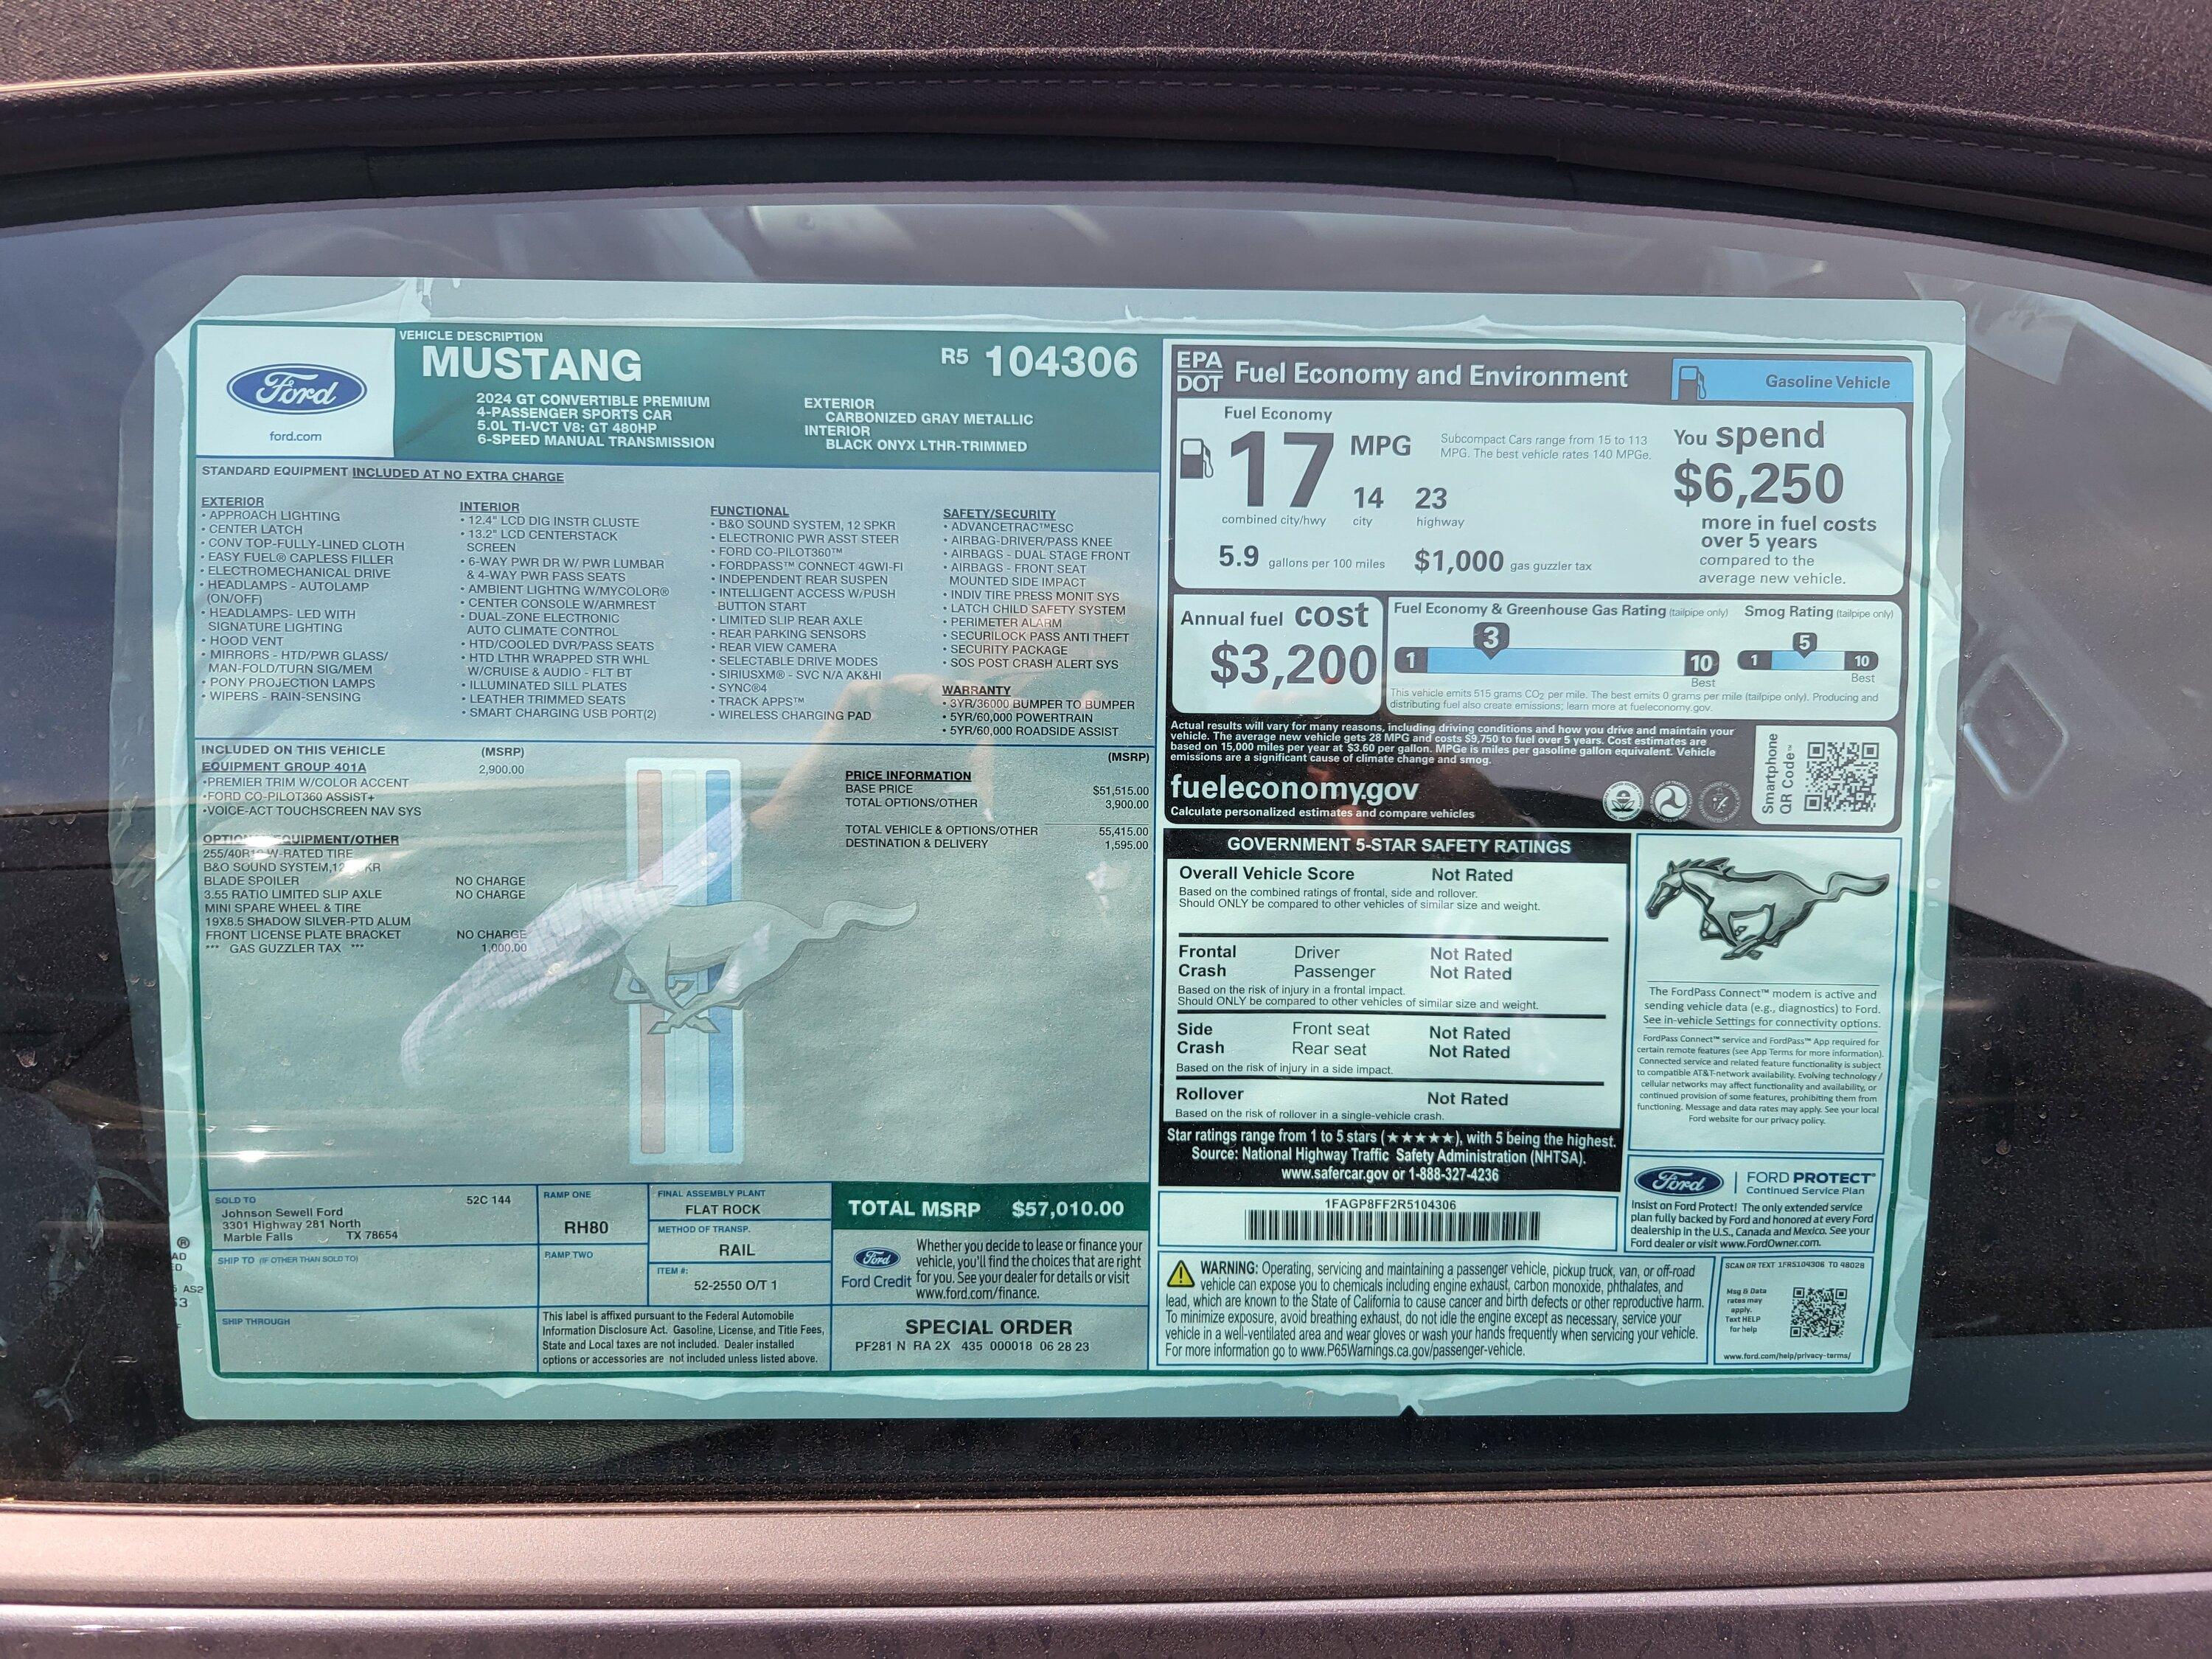 Ford
ford.com
VEHICLE DESCRIPTION
MUSTANG
2024 GT CONVERTIBLE PREMIUM
4-PASSENGER SPORTS CAR
5.0L TI-VCT V8: GT 480HP
6-SPEED MANUAL TRANSMISSION
R5 104306
EXTERIOR
CARBONIZED GRAY METALLIC
INTERIOR
BLACK ONYX LTHR-TRIMMED
STANDARD EQUIPMENT INCLUDED AT NO EXTRA CHARGE
EXTERIOR
• APPROACH LIGHTING
• CENTER LATCH
• CONV TOP-FULLY-LINED CLOTH
• EASY FUEL® CAPLESS FILLER
• ELECTROMECHANICAL DRIVE
• HEADLAMPS - AUTOLAMP
(ON/OFF)
• HEADLAMPS- LED WITH
SIGNATURE LIGHTING
• HOOD VENT
• MIRRORS - HTD/PWR GLASS/
MAN-FOLD/TURN SIG/MEM
• PONY PROJECTION LAMPS
• WIPERS - RAIN-SENSING
INTERIOR
• 12.4" LCD DIG INSTR CLUSTE
• 13.2" LCD CENTERSTACK
SCREEN
• 6-WAY PWR DR W/ PWR LUMBAR
& 4-WAY PWR PASS SEATS
• AMBIENT LIGHTNG W/MYCOLOR®
• CENTER CONSOLE W/ARMREST
• DUAL-ZONE ELECTRONIC
AUTO CLIMATE CONTROL
• HTD/COOLED DVR/PASS SEATS
• HTD LTHR WRAPPED STR WHL
W/CRUISE & AUDIO - FLT BT
• ILLUMINATED SILL PLATES
• LEATHER TRIMMED SEATS
• SMART CHARGING USB PORT(2)
FUNCTIONAL
• B&O SOUND SYSTEM, 12 SPKR
• ELECTRONIC PWR ASST STEER
• FORD CO-PILOT360™
• FORDPASS™ CONNECT 4GWI-FI
• INDEPENDENT REAR SUSPEN
• INTELLIGENT ACCESS W/PUSH
BUTTON START
• LIMITED SLIP REAR AXLE
• REAR PARKING SENSORS
• REAR VIEW CAMERA
• SELECTABLE DRIVE MODES
• SIRIUSXM® - SVC N/A AK&HI
• SYNC®4
• TRACK APPS™
• WIRELESS CHARGING PAD
SAFETY/SECURITY
• ADVANCETRAC™ESC
• AIRBAG-DRIVER/PASS KNEE
• AIRBAGS - DUAL STAGE FRONT
• AIRBAGS - FRONT SEAT
MOUNTED SIDE IMPACT
• INDIV TIRE PRESS MONIT SYS
• LATCH CHILD SAFETY SYSTEM
• PERIMETER ALARM
• SECURILOCK PASS ANTI THEFT
• SECURITY PACKAGE
• SOS POST CRASH ALERT SYS
WARRANTY
• 3YR/36000 BUMPER TO BUMPER
• 5YR/60,000 POWERTRAIN
• 5YR/60,000 ROADSIDE ASSIST
INCLUDED ON THIS VEHICLE (MSRP)
EQUIPMENT GROUP 401A 2,900.00
•PREMIER TRIM W/COLOR ACCENT
•FORD CO-PILOT360 ASSIST+
•VOICE-ACT TOUCHSCREEN NAV SYS
EQUIPMENT/OTHER
255/40R19 W-RATED TIRE
B&O SOUND SYSTEM,12
BLADE SPOILER NO CHARGE
3.55 RATIO LIMITED SLIP AXLE NO CHARGE
MINI SPARE WHEEL & TIRE
19X8.5 SHADOW SILVER-PTD ALUM
FRONT LICENSE PLATE BRACKET NO CHARGE
*** GAS GUZZLER TAX *** 1,000.00
(MSRP)
PRICE INFORMATION
BASE PRICE $51,515.00
TOTAL OPTIONS/OTHER 3,900.00
TOTAL VEHICLE & OPTIONS/OTHER 55,415.00
DESTINATION & DELIVERY 1,595.00
SOLD TO 52C 144
Johnson Sewell Ford
3301 Highway 281 North
Marble Falls TX 78654
SHIP TO (IF OTHER THAN SOLD TO)
SHIP THROUGH
RAMP ONE
RH80
RAMP TWO
FINAL ASSEMBLY PLANT
FLAT ROCK
METHOD OF TRANSP.
RAIL
ITEM #:
52-2550 O/T 1
This label is affixed pursuant to the Federal Automobile
Information Disclosure Act. Gasoline, License, and Title Fees,
State and Local taxes are not included. Dealer installed
options or accessories are not included unless listed above.
TOTAL MSRP $57,010.00
Ford
Ford Credit
Whether you decide to lease or finance your
vehicle, you'll find the choices that are right
for you. See your dealer for details or visit
www.ford.com/finance.
SPECIAL ORDER
PF281 N RA 2X 435 000018 06 28 23
EPA
DOT
Fuel Economy and Environment
Gasoline Vehicle
Fuel Economy
17 MPG
combined city/hwy
14 city
23 highway
5.9 gallons per 100 miles
$1,000 gas guzzler tax
Subcompact Cars range from 15 to 113
MPG. The best vehicle rates 140 MPGe.
You spend
$6,250
more in fuel costs
over 5 years
compared to the
average new vehicle.
Annual fuel cost
$3,200
Fuel Economy & Greenhouse Gas Rating (tailpipe only)
3
1 10
Best
Smog Rating (tailpipe only)
5
1 10
Best
This vehicle emits 515 grams CO2 per mile. The best emits 0 grams per mile (tailpipe only). Producing and
distributing fuel also create emissions; learn more at fueleconomy.gov.
Actual results will vary for many reasons, including driving conditions and how you drive and maintain your
vehicle. The average new vehicle gets 28 MPG and costs $9,750 to fuel over 5 years. Cost estimates are
based on 15,000 miles per year at $3.60 per gallon. MPGe is miles per gasoline gallon equivalent. Vehicle
emissions are a significant cause of climate change and smog.
fueleconomy.gov
Calculate personalized estimates and compare vehicles
Smartphone
QR Code™
GOVERNMENT 5-STAR SAFETY RATINGS
Overall Vehicle Score Not Rated
Based on the combined ratings of frontal, side and rollover.
Should ONLY be compared to other vehicles of similar size and weight.
Frontal Driver Not Rated
Crash Passenger Not Rated
Based on the risk of injury in a frontal impact.
Should ONLY be compared to other vehicles of similar size and weight.
Side Front seat Not Rated
Crash Rear seat Not Rated
Based on the risk of injury in a side impact.
Rollover Not Rated
Based on the risk of rollover in a single-vehicle crash.
Star ratings range from 1 to 5 stars (★★★★★), with 5 being the highest.
Source: National Highway Traffic Safety Administration (NHTSA).
www.safercar.gov or 1-888-327-4236
The FordPass Connect™ modem is active and
sending vehicle data (e.g., diagnostics) to Ford.
See in-vehicle Settings for connectivity options.
FordPass Connect™ service and FordPass™ App required for
certain remote features (see App Terms for more information).
Connected service and related feature functionality is subject
to compatible AT&T-network availability. Evolving technology/
cellular networks may affect functionality and availability, or
continued provision of some features, prohibiting them from
functioning. Message and data rates may apply. See your local
Ford website for our privacy policy.
1FAGP8FF2R5104306
Ford
FORD PROTECT®
Continued Service Plan
Insist on Ford Protect! The only extended service
plan fully backed by Ford and honored at every Ford
dealership in the U.S., Canada and Mexico. See your
Ford dealer or visit www.FordOwner.com.
WARNING: Operating, servicing and maintaining a passenger vehicle, pickup truck, van, or off-road
vehicle can expose you to chemicals including engine exhaust, carbon monoxide, phthalates, and
lead, which are known to the State of California to cause cancer and birth defects or other reproductive harm.
To minimize exposure, avoid breathing exhaust, do not idle the engine except as necessary, service your
vehicle in a well-ventilated area and wear gloves or wash your hands frequently when servicing your vehicle.
For more information go to www.P65Warnings.ca.gov/passenger-vehicle.
SCAN OR TEXT 1FR5104306 TO 48028
Msg & Data
rates may
apply.
Text HELP
for help
www.ford.com/help/privacy-terms/